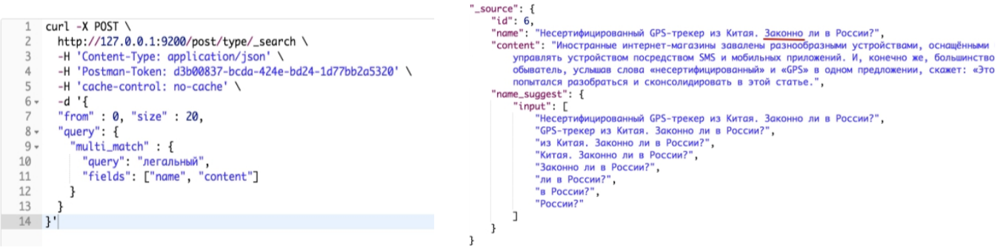 1 curl -X POST \
2 http://127.0.0.1:9200/post/type/_search \
3 -H 'Content-Type: application/json' \
4 -H 'Postman-Token: d3b00837-bcda-424e-bd24-1d77bb2a5320' \
5 -H 'cache-control: no-cache' \
6 -d '{
7 "from" : 0, "size" : 20,
8 "query": {
9 "multi_match" : {
10 "query": "легальный",
11 "fields": ["name", "content"]
12 }
13 }
14 }'
"_source": {
"id": 6,
"name": "Несертифицированный GPS-трекер из Китая. Законно ли в России?",
"content": "Иностранные интернет-магазины завалены разнообразными устройствами, оснащёнными
управлять устройством посредством SMS и мобильных приложений. И, конечно же, большинство
обыватель, услышав слова «несертифицированный» и «GPS» в одном предложении, скажет: «Это
попытался разобраться и сконсолидировать в этой статье.",
"name_suggest": {
"input": [
"Несертифицированный GPS-трекер из Китая. Законно ли в России?",
"GPS-трекер из Китая. Законно ли в России?",
"из Китая. Законно ли в России?",
"Китая. Законно ли в России?",
"Законно ли в России?",
"ли в России?",
"в России?",
"России?"
]
}
}